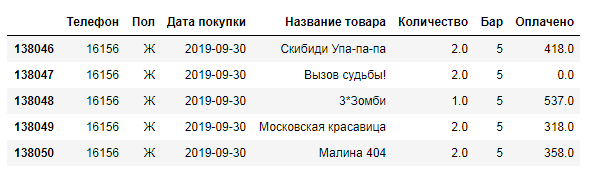 Телефон Пол Дата покупки Название товара Количество Бар Оплачено
138046 16156 Ж 2019-09-30 Скибиди Упа-па-па 2.0 5 418.0
138047 16156 Ж 2019-09-30 Вызов судьбы! 2.0 5 0.0
138048 16156 Ж 2019-09-30 3*Зомби 1.0 5 537.0
138049 16156 Ж 2019-09-30 Московская красавица 2.0 5 318.0
138050 16156 Ж 2019-09-30 Малина 404 2.0 5 358.0